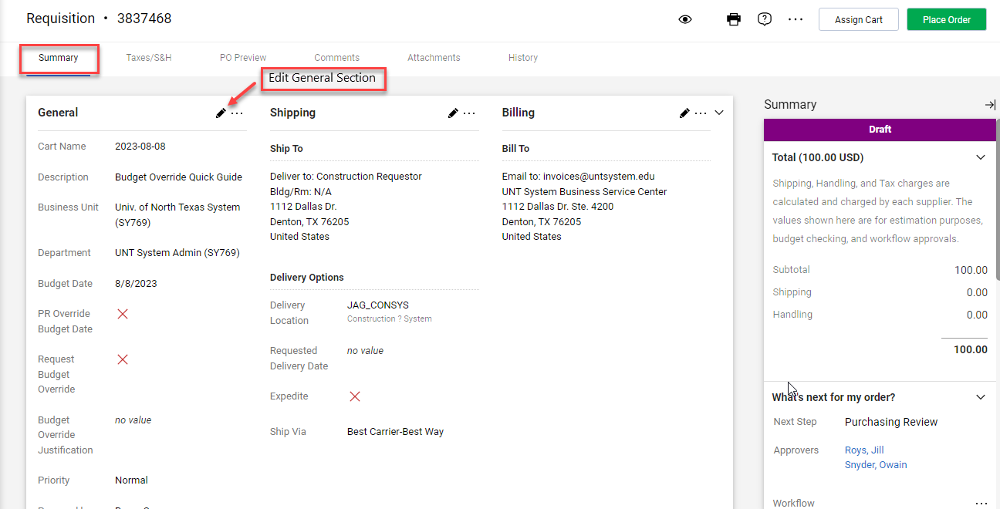 Requisition • 3837468
Assign Cart
Place Order
Summary
Taxes/S&H
PO Preview
Comments
Attachments
History
Edit General Section
General
Cart Name 2023-08-08
Description Budget Override Quick Guide
Business Unit Univ. of North Texas System
(SY769)
Department UNT System Admin (SY769)
Budget Date 8/8/2023
PR Override
Budget Date
Request
Budget
Override
Budget no value
Override
Justification
Priority Normal
Shipping
Ship To
Deliver to: Construction Requestor
Bldg/Rm: N/A
1112 Dallas Dr.
Denton, TX 76205
United States
Delivery Options
Delivery JAG_CONSYS
Location Construction ? System
Requested no value
Delivery Date
Expedite
Ship Via Best Carrier-Best Way
Billing
Bill To
Email to: invoices@untsystem.edu
UNT System Business Service Center
1112 Dallas Dr. Ste. 4200
Denton, TX 76205
United States
Summary
Draft
Total (100.00 USD)
Shipping, Handling, and Tax charges are
calculated and charged by each supplier. The
values shown here are for estimation purposes,
budget checking, and workflow approvals.
Subtotal 100.00
Shipping 0.00
Handling 0.00
100.00
What's next for my order?
Next Step Purchasing Review
Approvers Roys, Jill
Snyder, Owain
Workflow